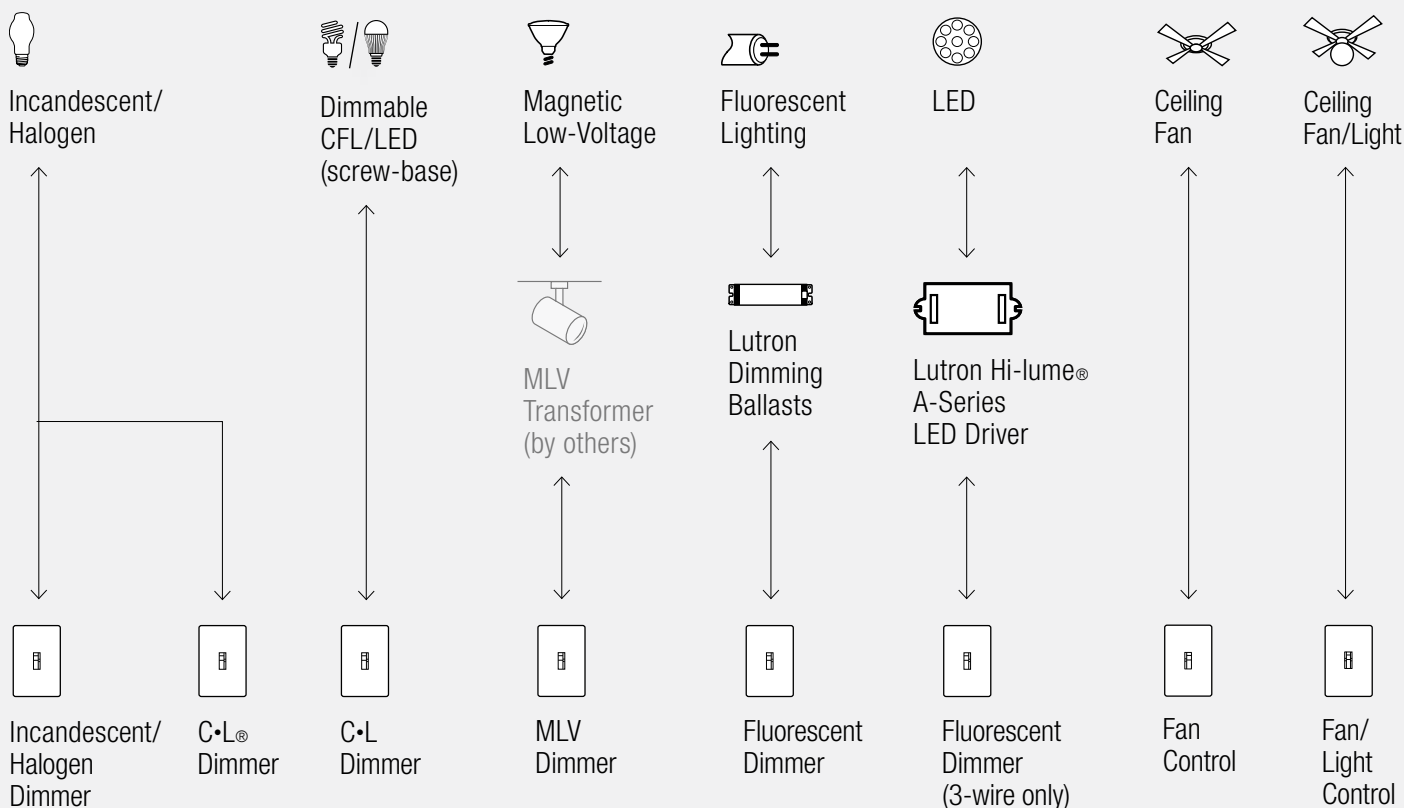 Incandescent/
Halogen
Dimmable
CFL/LED
(screw-base)
Magnetic
Low-Voltage
Fluorescent
Lighting
LED
Ceiling
Fan
Ceiling
Fan/Light
MLV
Transformer
(by others)
Lutron
Dimming
Ballasts
Lutron Hi-lume®
A-Series
LED Driver
Incandescent/
Halogen
Dimmer
C•L®
Dimmer
C•L
Dimmer
MLV
Dimmer
Fluorescent
Dimmer
Fluorescent
Dimmer
(3-wire only)
Fan
Control
Fan/
Light
Control